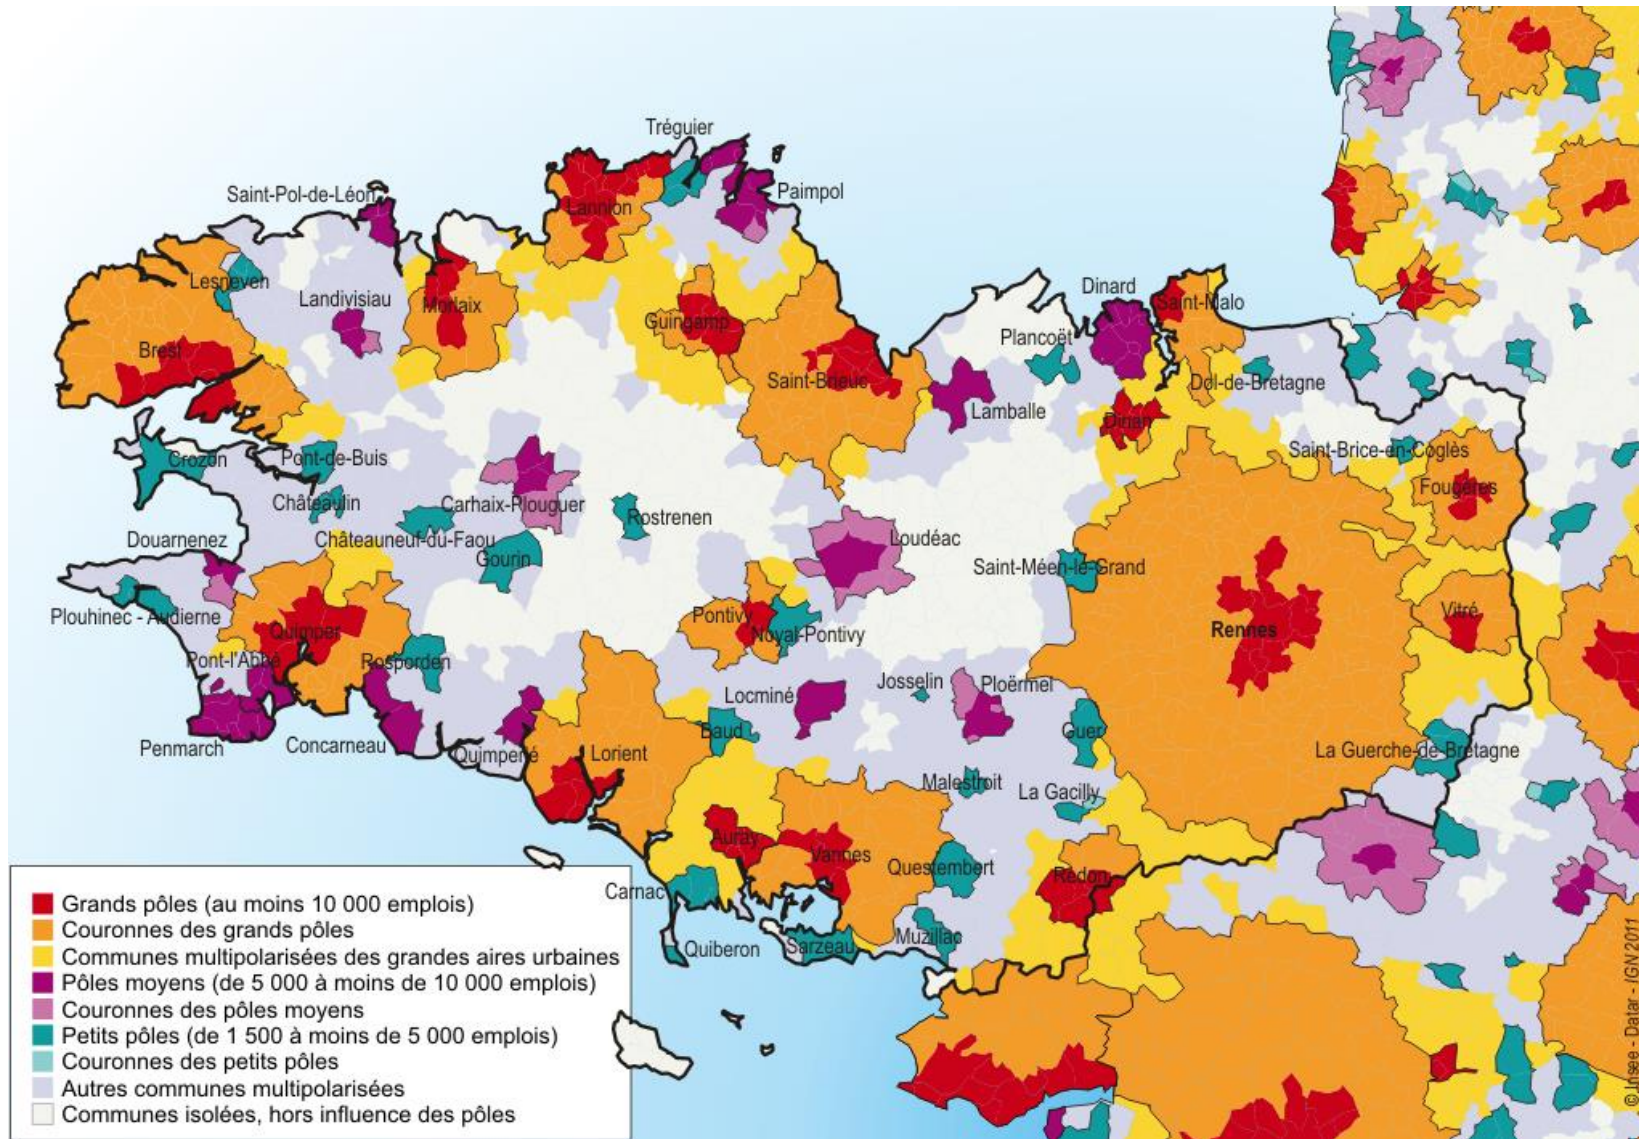 Tréguier
Saint-Pol-de-Léon
Paimpol
Lannion
Lesneven
Landivisiau
Morlaix
Guingamp
Dinard
Saint-Malo
Brest
Plancoët
Saint-Brieuc
Dol-de-Bretagne
Lamballe
Dinan
Crozon
Pont-de-Buis
Saint-Brice-en-Coglès
Fougères
Châteaulin
Carhaix-Plouguer
Rostrenen
Douarnenez
Châteauneuf-du-Faou
Gourin
Loudéac
Saint-Méen-le-Grand
Plouhinec - Audierne
Quimper
Pontivy
Noyal-Pontivy
Rennes
Vitré
Pont-l'Abbé
Rosporden
Locminé
Josselin
Ploërmel
Penmarch
Concarneau
Quimperlé
Lorient
Baud
Guer
La Guerche-de-Bretagne
Malestroit
La Gacilly
Auray
Vannes
Questembert
Redon
Carnac
Quiberon
Sarzeau
Muzillac
Grands pôles (au moins 10 000 emplois)
Couronnes des grands pôles
Communes multipolarisées des grandes aires urbaines
Pôles moyens (de 5 000 à moins de 10 000 emplois)
Couronnes des pôles moyens
Petits pôles (de 1 500 à moins de 5 000 emplois)
Couronnes des petits pôles
Autres communes multipolarisées
Communes isolées, hors influence des pôles
© Insee - Datar - IGN 2011